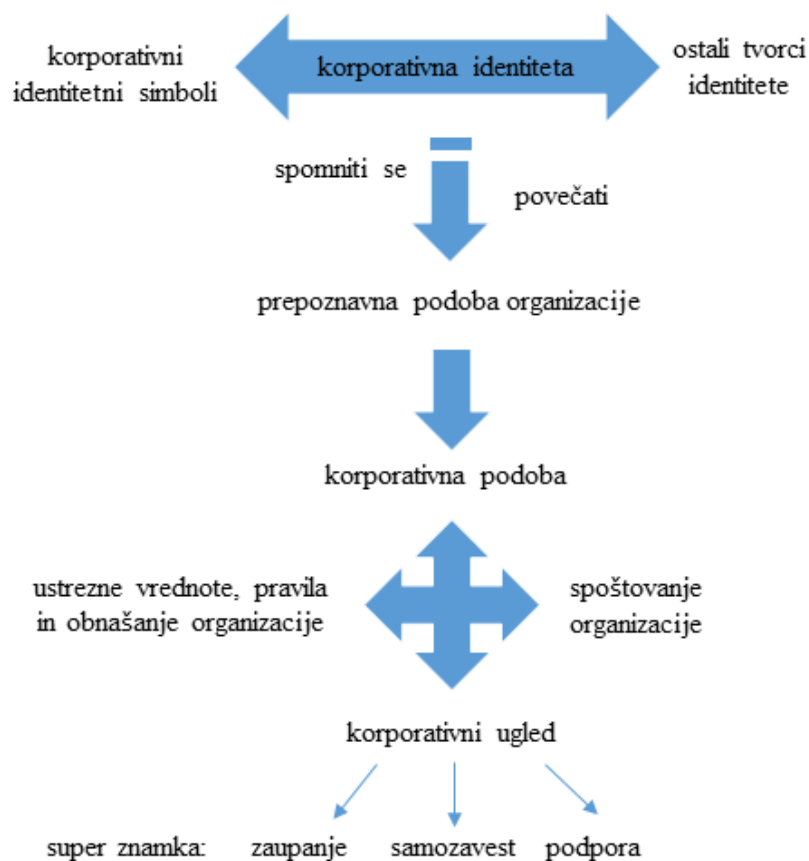 korporativni
identitetni simboli
korporativna identiteta
ostali tvorci
identitete
spomniti se
povečati
prepoznavna podoba organizacije
korporativna podoba
ustrezne vrednote, pravila
in obnašanje organizacije
spoštovanje
organizacije
korporativni ugled
super znamka: zaupanje samozavest podpora